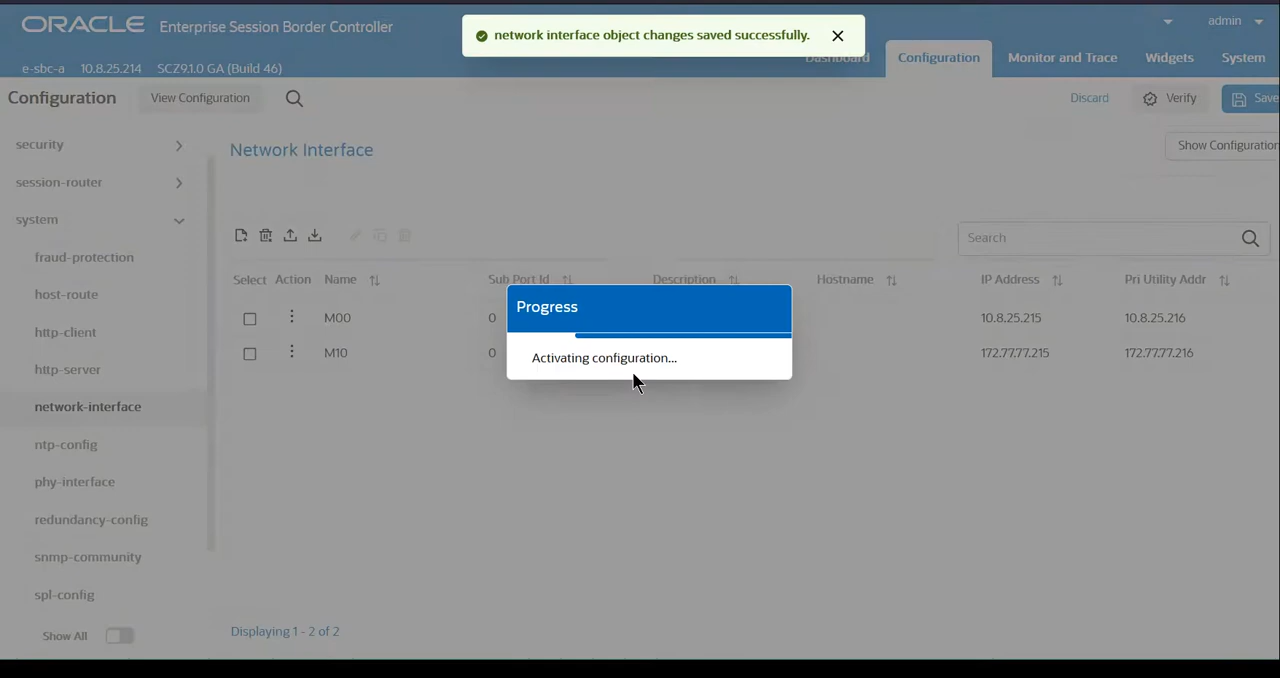 ORACLE Enterprise Session Border Controller
network interface object changes saved successfully.
admin
e-sbc-a 10.8.25.214 SCZ9.1.0 GA (Build 46)
Dashboard Configuration Monitor and Trace Widgets System
Configuration View Configuration Discard Verify Save
security
session-router
system
fraud-protection
host-route
http-client
http-server
network-interface
ntp-config
phy-interface
redundancy-config
snmp-community
spl-config
Show All
Network Interface
Show Configuration
Search
Select Action Name Sub Port Id Description Hostname IP Address Pri Utility Addr
M00 0 10.8.25.215 10.8.25.216
M10 0 172.77.77.215 172.77.77.216
Progress
Activating configuration...
Displaying 1 - 2 of 2